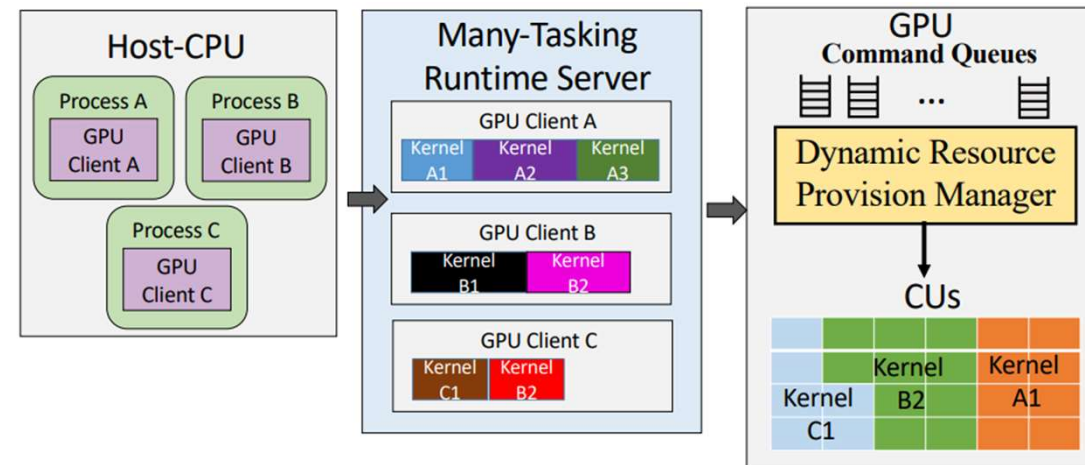 Host-CPU
Process A
GPU
Client A
Process B
GPU
Client B
Process C
GPU
Client C
Many-Tasking
Runtime Server
GPU Client A
Kernel
A1
Kernel
A2
Kernel
A3
GPU Client B
Kernel
B1
Kernel
B2
GPU Client C
Kernel
C1
Kernel
B2
GPU
Command Queues
...
Dynamic Resource
Provision Manager
CUs
Kernel
C1
Kernel
B2
Kernel
A1